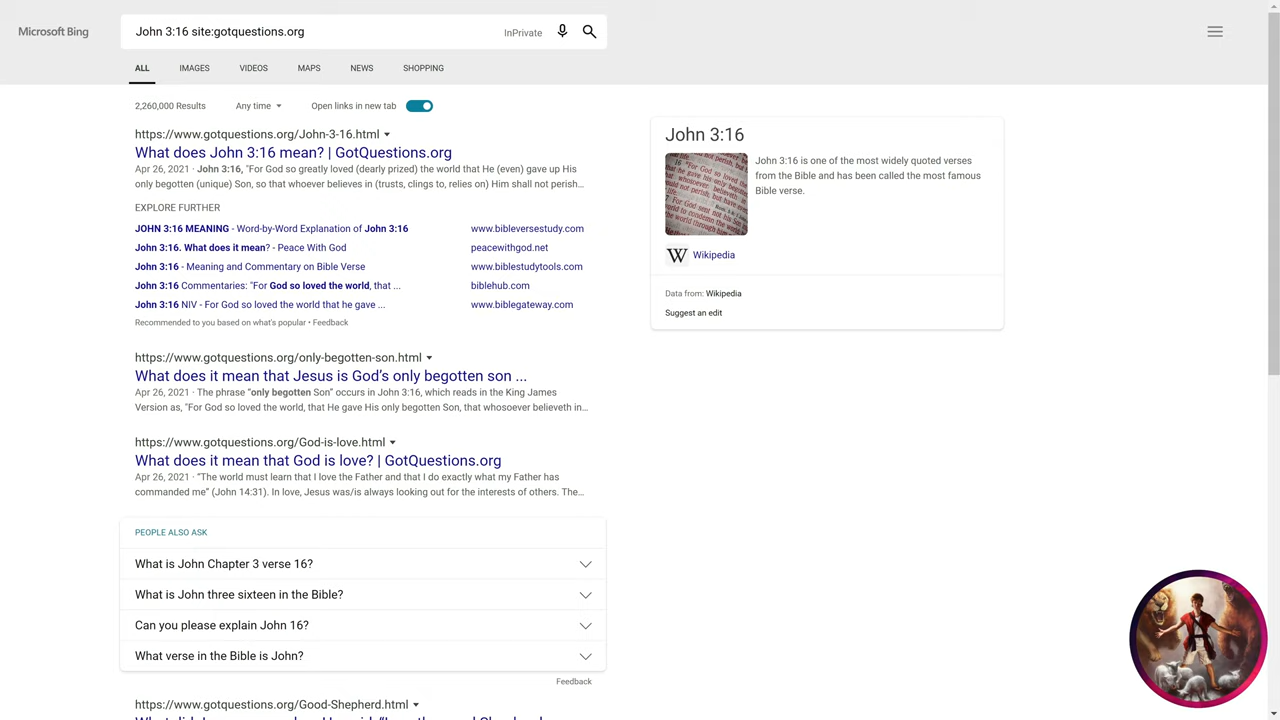 Microsoft Bing
John 3:16 site:gotquestions.org
InPrivate
ALL
IMAGES
VIDEOS
MAPS
NEWS
SHOPPING
2,260,000 Results
Any time
Open links in new tab
https://www.gotquestions.org/John-3-16.html
What does John 3:16 mean? | GotQuestions.org
Apr 26, 2021 · John 3:16, "For God so greatly loved (dearly prized) the world that He (even) gave up His
only begotten (unique) Son, so that whoever believes in (trusts, clings to, relies on) Him shall not perish...
EXPLORE FURTHER
JOHN 3:16 MEANING - Word-by-Word Explanation of John 3:16 www.bibleversestudy.com
John 3:16. What does it mean? - Peace With God peacewithgod.net
John 3:16 - Meaning and Commentary on Bible Verse www.biblestudytools.com
John 3:16 Commentaries: "For God so loved the world, that ... biblehub.com
John 3:16 NIV - For God so loved the world that he gave ... www.biblegateway.com
Recommended to you based on what's popular • Feedback
https://www.gotquestions.org/only-begotten-son.html
What does it mean that Jesus is God’s only begotten son ...
Apr 26, 2021 · The phrase “only begotten Son” occurs in John 3:16, which reads in the King James
Version as, "For God so loved the world, that He gave His only begotten Son, that whosoever believeth in...
https://www.gotquestions.org/God-is-love.html
What does it mean that God is love? | GotQuestions.org
Apr 26, 2021 · “The world must learn that I love the Father and that I do exactly what my Father has
commanded me” (John 14:31). In love, Jesus was/is always looking out for the interests of others. The...
PEOPLE ALSO ASK
What is John Chapter 3 verse 16?
What is John three sixteen in the Bible?
Can you please explain John 16?
What verse in the Bible is John?
Feedback
https://www.gotquestions.org/Good-Shepherd.html
John 3:16
John 3:16 is one of the most widely quoted verses
from the Bible and has been called the most famous
Bible verse.
W Wikipedia
Data from: Wikipedia
Suggest an edit